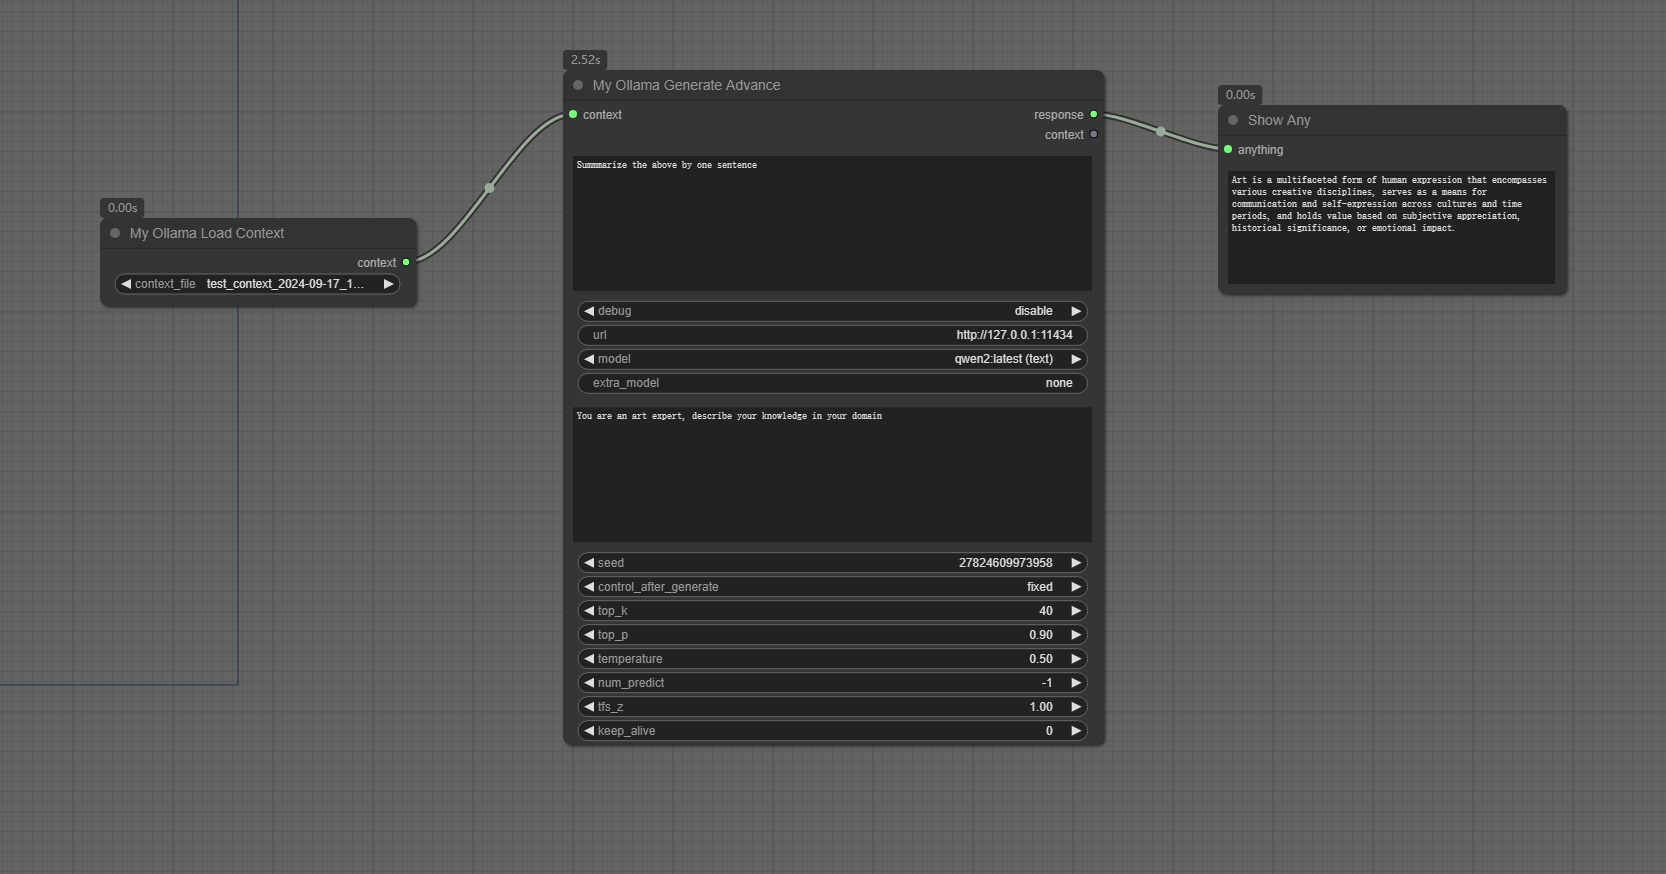 0.00s
My Ollama Load Context
context
context_file test_context_2024-09-17_1...
2.52s
My Ollama Generate Advance
context
response
context
Summmarize the above by one sentence
debug disable
url http://127.0.0.1:11434
model qwen2:latest (text)
extra_model none
You are an art expert, describe your knowledge in your domain
seed 27824609973958
control_after_generate fixed
top_k 40
top_p 0.90
temperature 0.50
num_predict -1
tfs_z 1.00
keep_alive 0
0.00s
Show Any
anything
Art is a multifaceted form of human expression that encompasses
various creative disciplines, serves as a means for
communication and self-expression across cultures and time
periods, and holds value based on subjective appreciation,
historical significance, or emotional impact.